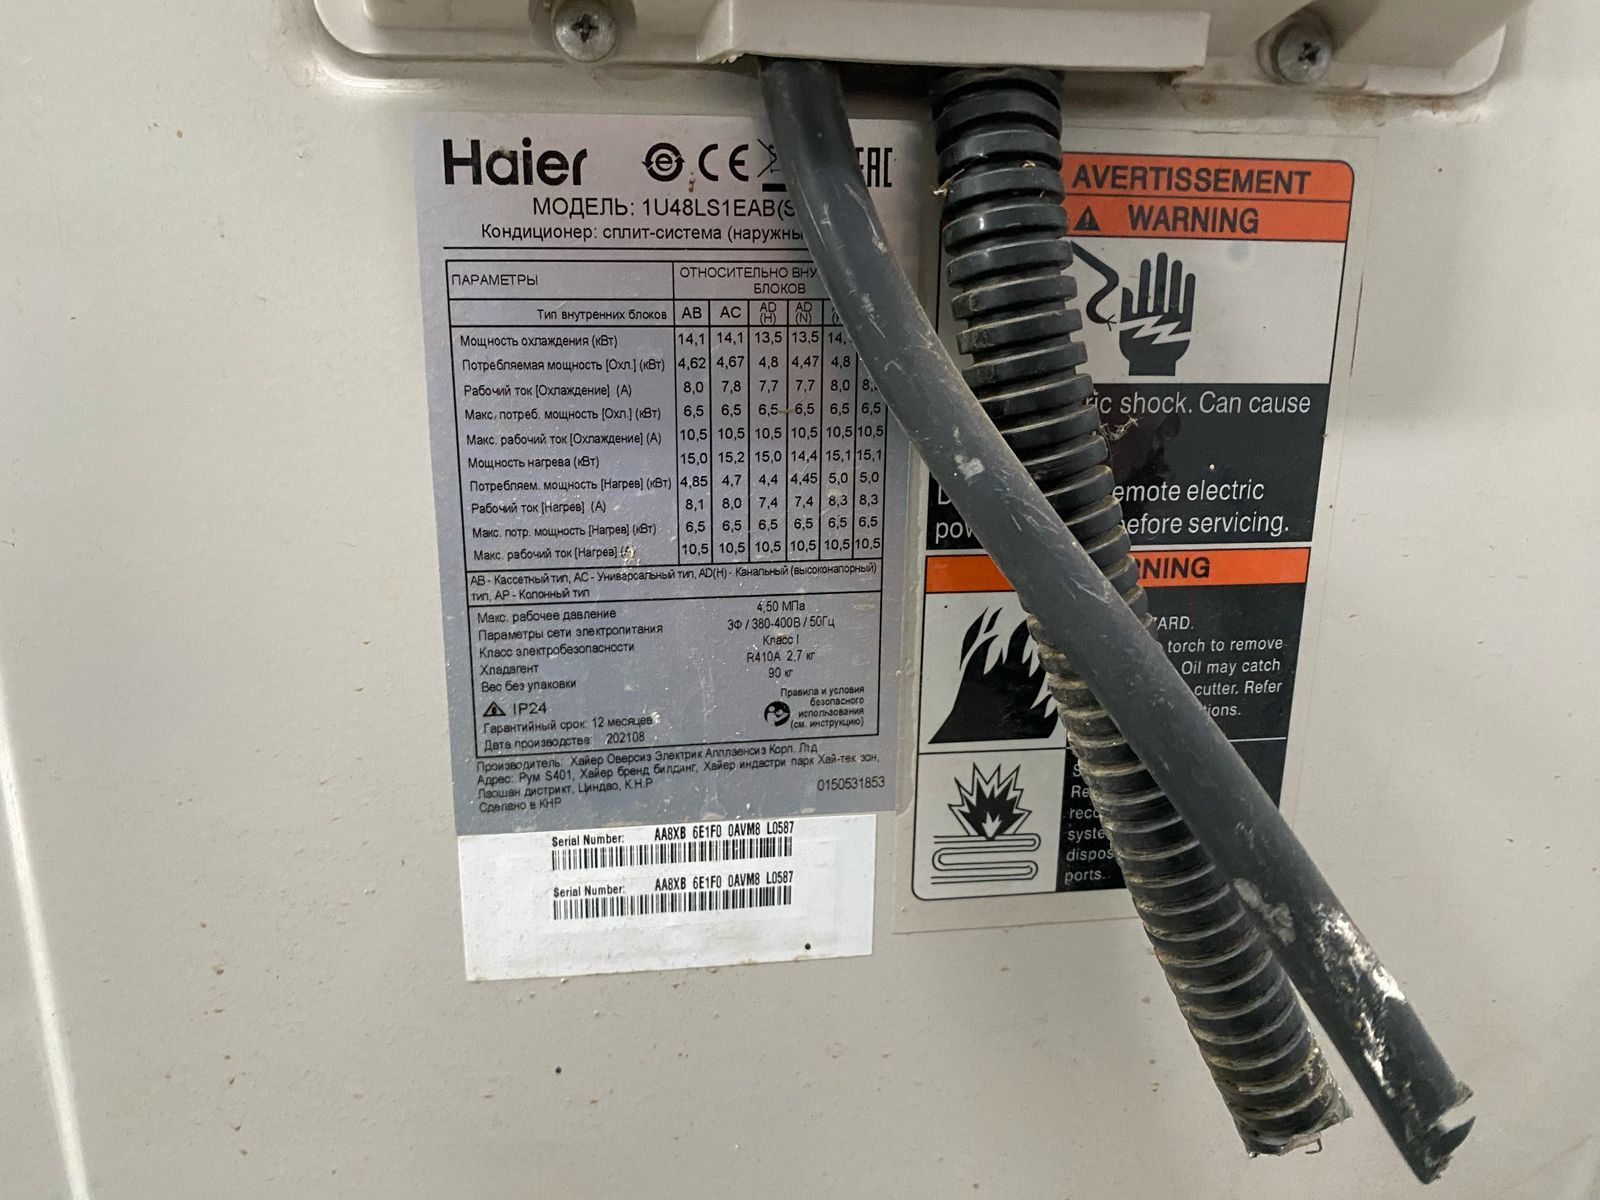 Haier CE EAC
МОДЕЛЬ: 1U48LS1EAB(S
Кондиционер: сплит-система
ПАРАМЕТРЫ
ОТНОСИТЕЛЬНО
БЛОКОВ
Тип внутренних блоков AB AC AD (H) AD (N)
Мощность охлаждения (кВт) 14,1 14,1 13,5 13,5
Потребляемая мощность [Охл.] (кВт) 4,62 4,67 4,8 4,47 4,8
Рабочий ток [Охлаждение] (А) 8,0 7,8 7,7 7,7 8,0
Макс. потреб. мощность [Охл.] (кВт) 6,5 6,5 6,5 6,5 6,5 6,5
Макс. рабочий ток [Охлаждение] (А) 10,5 10,5 10,5 10,5 10,5 10,5
Мощность нагрева (кВт) 15,0 15,2 15,0 14,4 15,1 15,1
Потребляем. мощность [Нагрев] (кВт) 4,85 4,7 4,4 4,45 5,0 5,0
Рабочий ток [Нагрев] (А) 8,1 8,0 7,4 7,4 8,3 8,3
Макс. потр. мощность [Нагрев] (кВт) 6,5 6,5 6,5 6,5 6,5 6,5
Макс. рабочий ток [Нагрев] (А) 10,5 10,5 10,5 10,5 10,5 10,5
AB - Кассетный тип, AC - Универсальный тип, AD(H) - Канальный (высоконапорный)
тип, AP - Колонный тип
Макс. рабочее давление 4,50 МПа
Параметры сети электропитания 3Ф / 380-400В / 50Гц
Класс электробезопасности Класс I
Хладагент R410A 2,7 кг
Вес без упаковки 90 кг
IP24
Гарантийный срок: 12 месяцев
Дата производства: 202108
Правила и условия
безопасного
использования
(см. инструкцию)
Производитель: Хайер Оверсиз Электрик Апплаенсиз Корп. Лтд
Адрес: Рум S401, Хайер бренд билдинг, Хайер индастри парк Хай-тек зон,
Лаошан дистрикт, Циндао, К.Н.Р
Сделано в КНР
0150531853
Serial Number: AA8XB 6E1F0 0AVM8 L0587
Serial Number: AA8XB 6E1F0 0AVM8 L0587
AVERTISSEMENT
WARNING
shock. Can cause
electric
before servicing.
torch to remove
Oil may catch
cutter. Refer
ports.